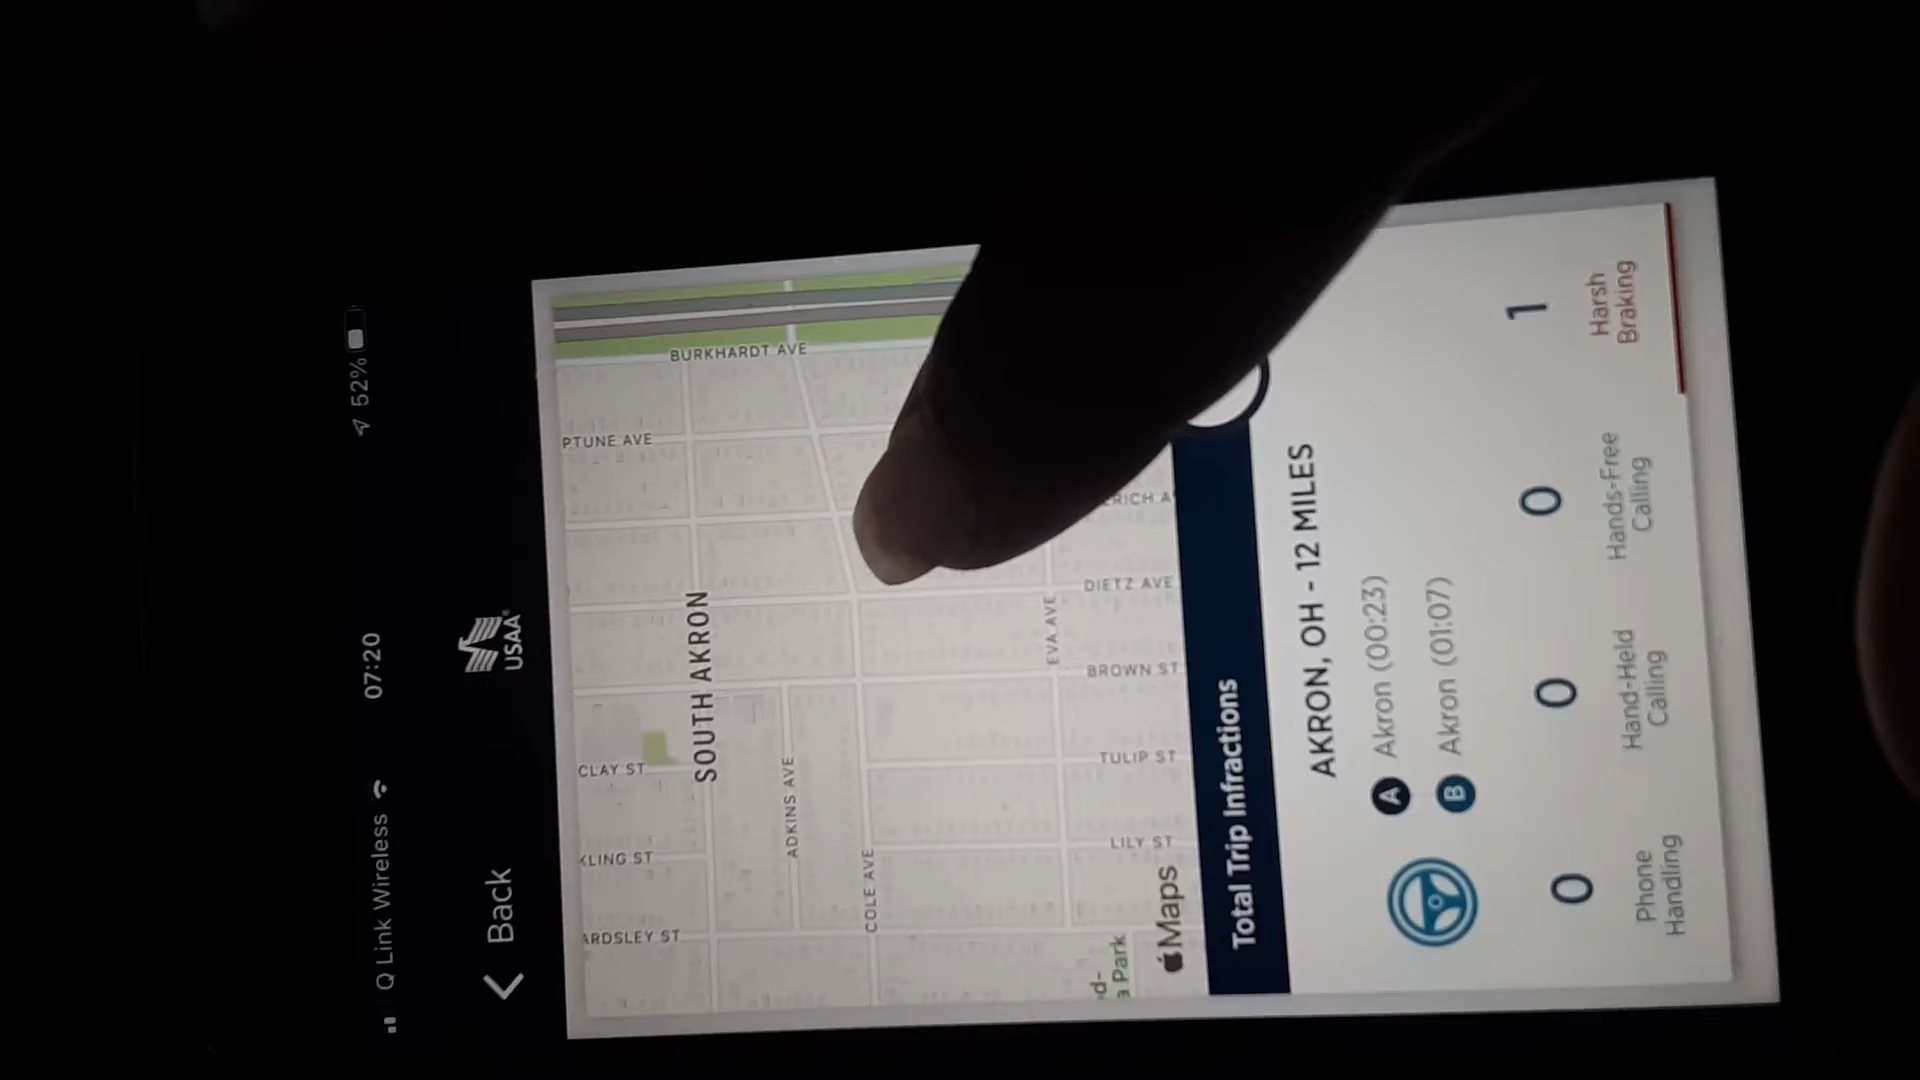 Q Link Wireless
07:20
52%
Back
USAA
BURKHARDT AVE
PTUNE AVE
SOUTH AKRON
CLAY ST
KLING ST
ARDSLEY ST
ADKINS AVE
COLE AVE
EVA AVE
ERICH A
DIETZ AVE
BROWN ST
TULIP ST
LILY ST
d-
a Park
Maps
Total Trip Infractions
AKRON, OH - 12 MILES
A Akron (00:23)
B Akron (01:07)
0
Phone
Handling
0
Hand-Held
Calling
0
Hands-Free
Calling
1
Harsh
Braking